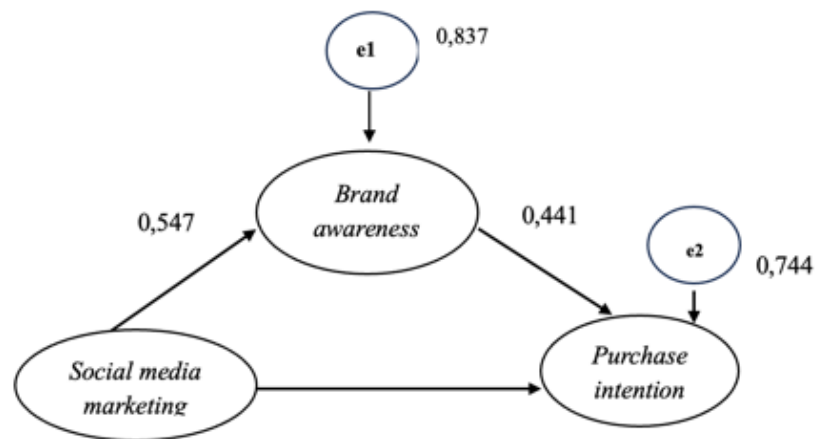 e1
0,837
Brand
awareness
0,547
0,441
e2
0,744
Social media
marketing
Purchase
intention